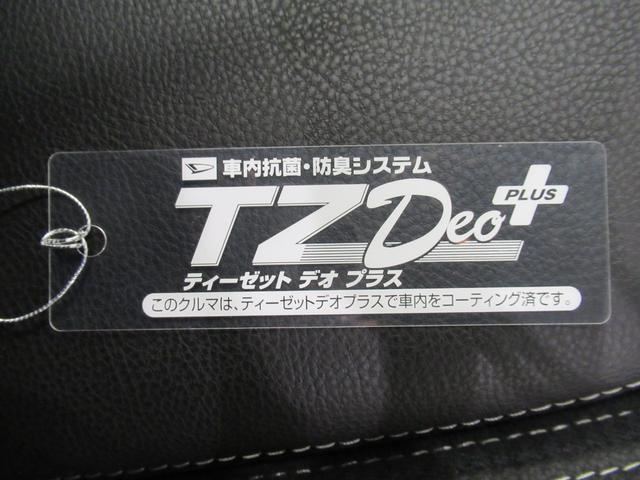 車内抗菌・防臭システム
TZ Deo PLUS
ティーゼット デオ プラス
このクルマは、ティーゼットデオプラスで車内をコーティング済です。